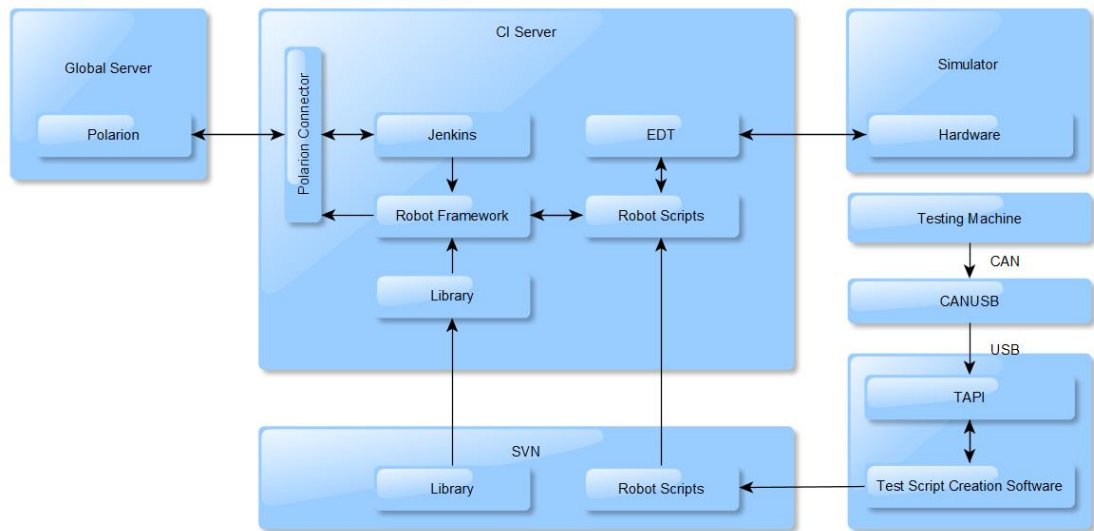 CI Server
Global Server
Simulator
Polarion
Polarion Connector
Jenkins
EDT
Hardware
Robot Framework
Robot Scripts
Testing Machine
CAN
Library
CANUSB
USB
TAPI
SVN
Library
Robot Scripts
Test Script Creation Software